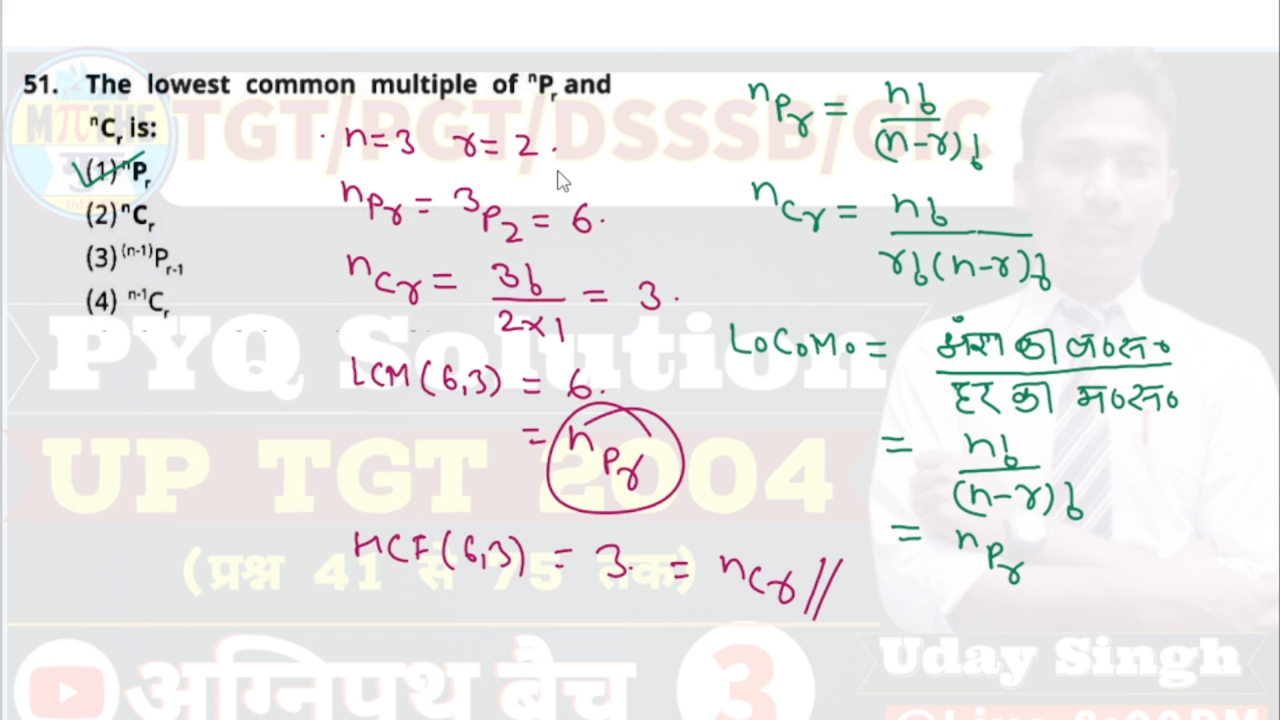 51. The lowest common multiple of ⁿPᵣ and
ⁿCᵣ is:
(1) ⁿPᵣ
(2) ⁿCᵣ
(3) ⁽ⁿ⁻¹⁾Pᵣ₋₁
(4) ⁿ⁻¹Cᵣ
n=3 r=2.
ⁿPᵣ = ³P₂ = 6.
ⁿCᵣ = 3!/2×1 = 3.
LCM(6,3) = 6.
= ⁿPᵣ
HCF(6,3) = 3. = ⁿCᵣ //
ⁿPᵣ = n!/(n-r)!
ⁿCᵣ = n!/r!(n-r)!
L०C०M० = अंश का ल०स०/हर का म०स०
= n!/(n-r)!
= ⁿPᵣ
MπTHS
गुरु
TGT/PGT/DSSSB/GIC
PYQ Solution
UP TGT 2004
(प्रश्न 41 से 75 तक)
अग्निपथ बैच 3
Uday Singh